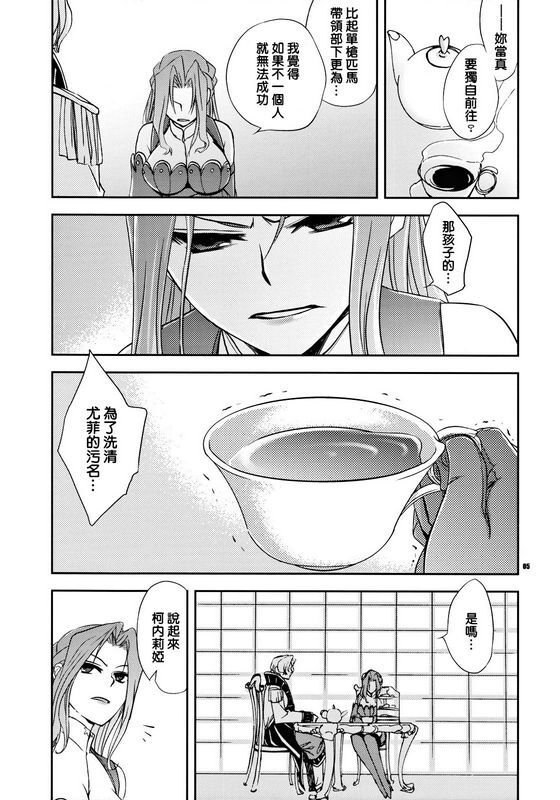 ——妳當真
要獨自前往？
比起單槍匹馬
帶領部下更為…
我覺得
如果不一個人
就無法成功
那孩子的…
為了洗清
尤菲的污名…
05
是嗎…
說起來
柯內莉婭